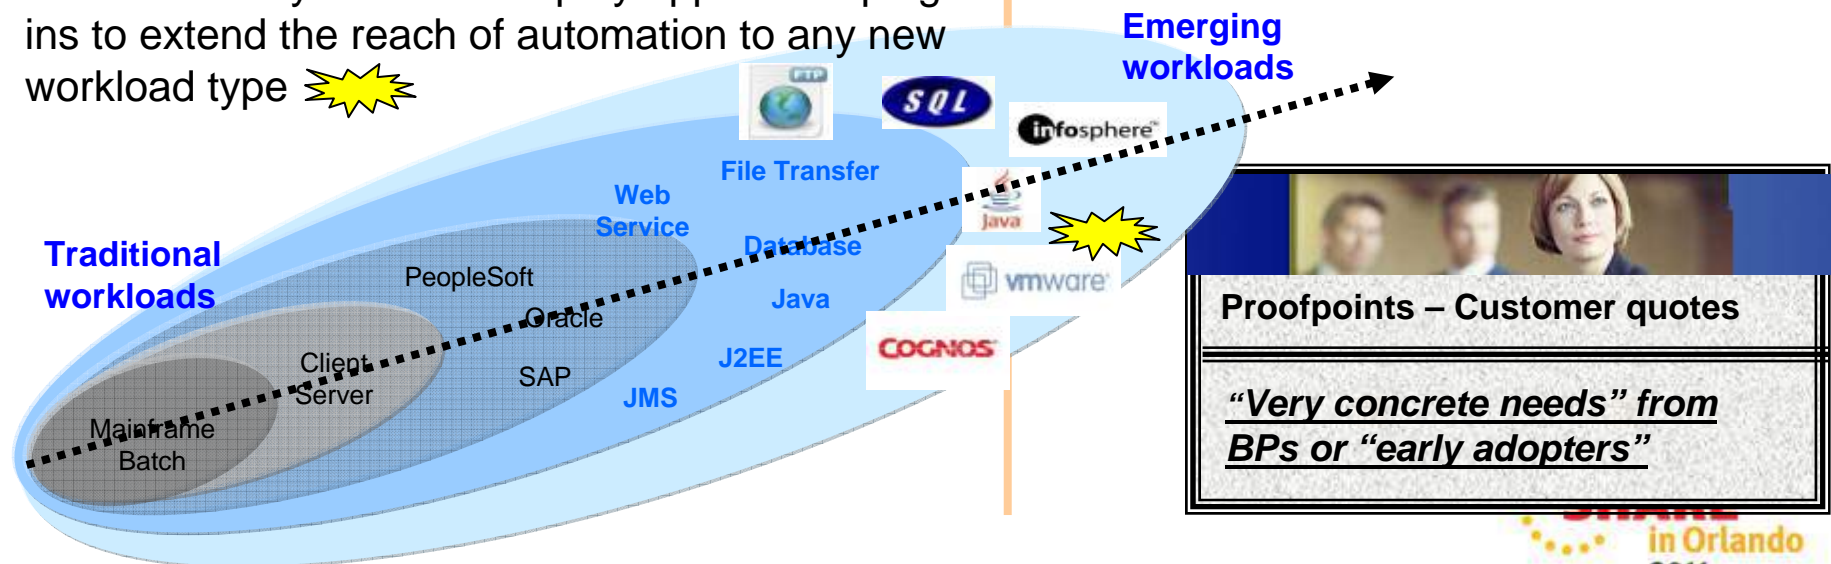 ins to extend the reach of automation to any new
workload type
Emerging
workloads
FTP
SQL
infosphere™
File Transfer
Web
Service
Java
Database
Traditional
workloads
PeopleSoft
vmware®
Java
Oracle
COGNOS
Client
Server
J2EE
SAP
JMS
Mainframe
Batch
Proofpoints – Customer quotes
“Very concrete needs” from
BPs or “early adopters”
in Orlando